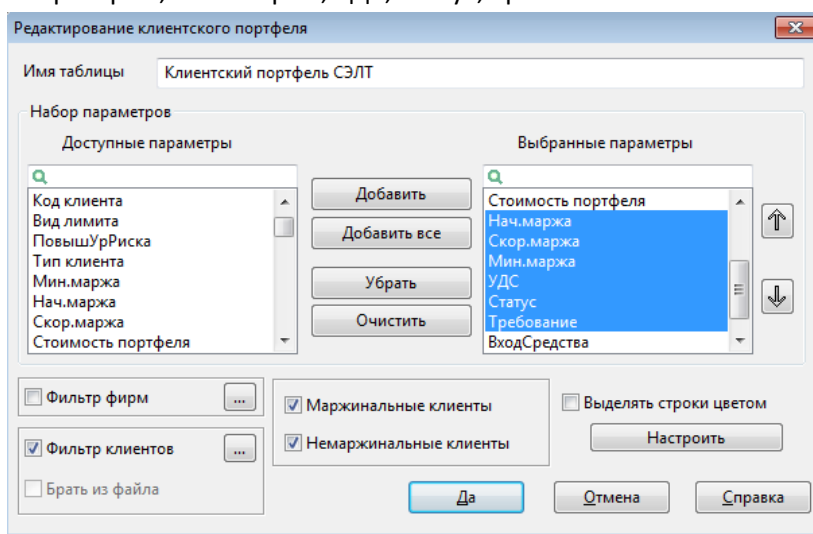 Редактирование клиентского портфеля
Имя таблицы Клиентский портфель СЭЛТ
Набор параметров
Доступные параметры Выбранные параметры
Код клиента
Вид лимита
ПовышУрРиска
Тип клиента
Мин.маржа
Нач.маржа
Скор.маржа
Стоимость портфеля
Добавить
Добавить все
Убрать
Очистить
Стоимость портфеля
Нач.маржа
Скор.маржа
Мин.маржа
УДС
Статус
Требование
ВходСредства
Фильтр фирм ...
Фильтр клиентов ...
Брать из файла
Маржинальные клиенты
Немаржинальные клиенты
Выделять строки цветом
Настроить
Да Отмена Справка